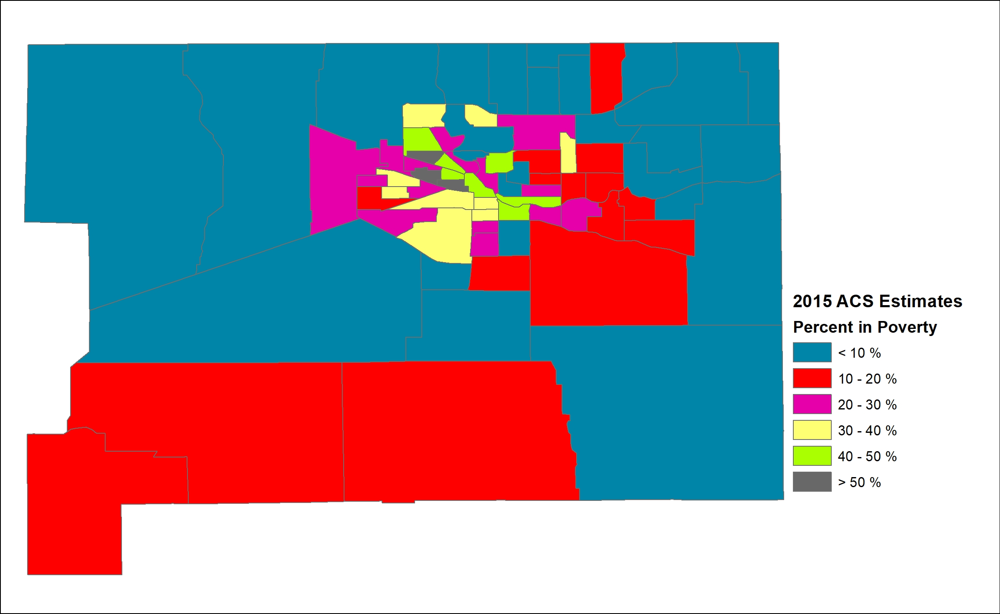 2015 ACS Estimates
Percent in Poverty
< 10 %
10 - 20 %
20 - 30 %
30 - 40 %
40 - 50 %
> 50 %